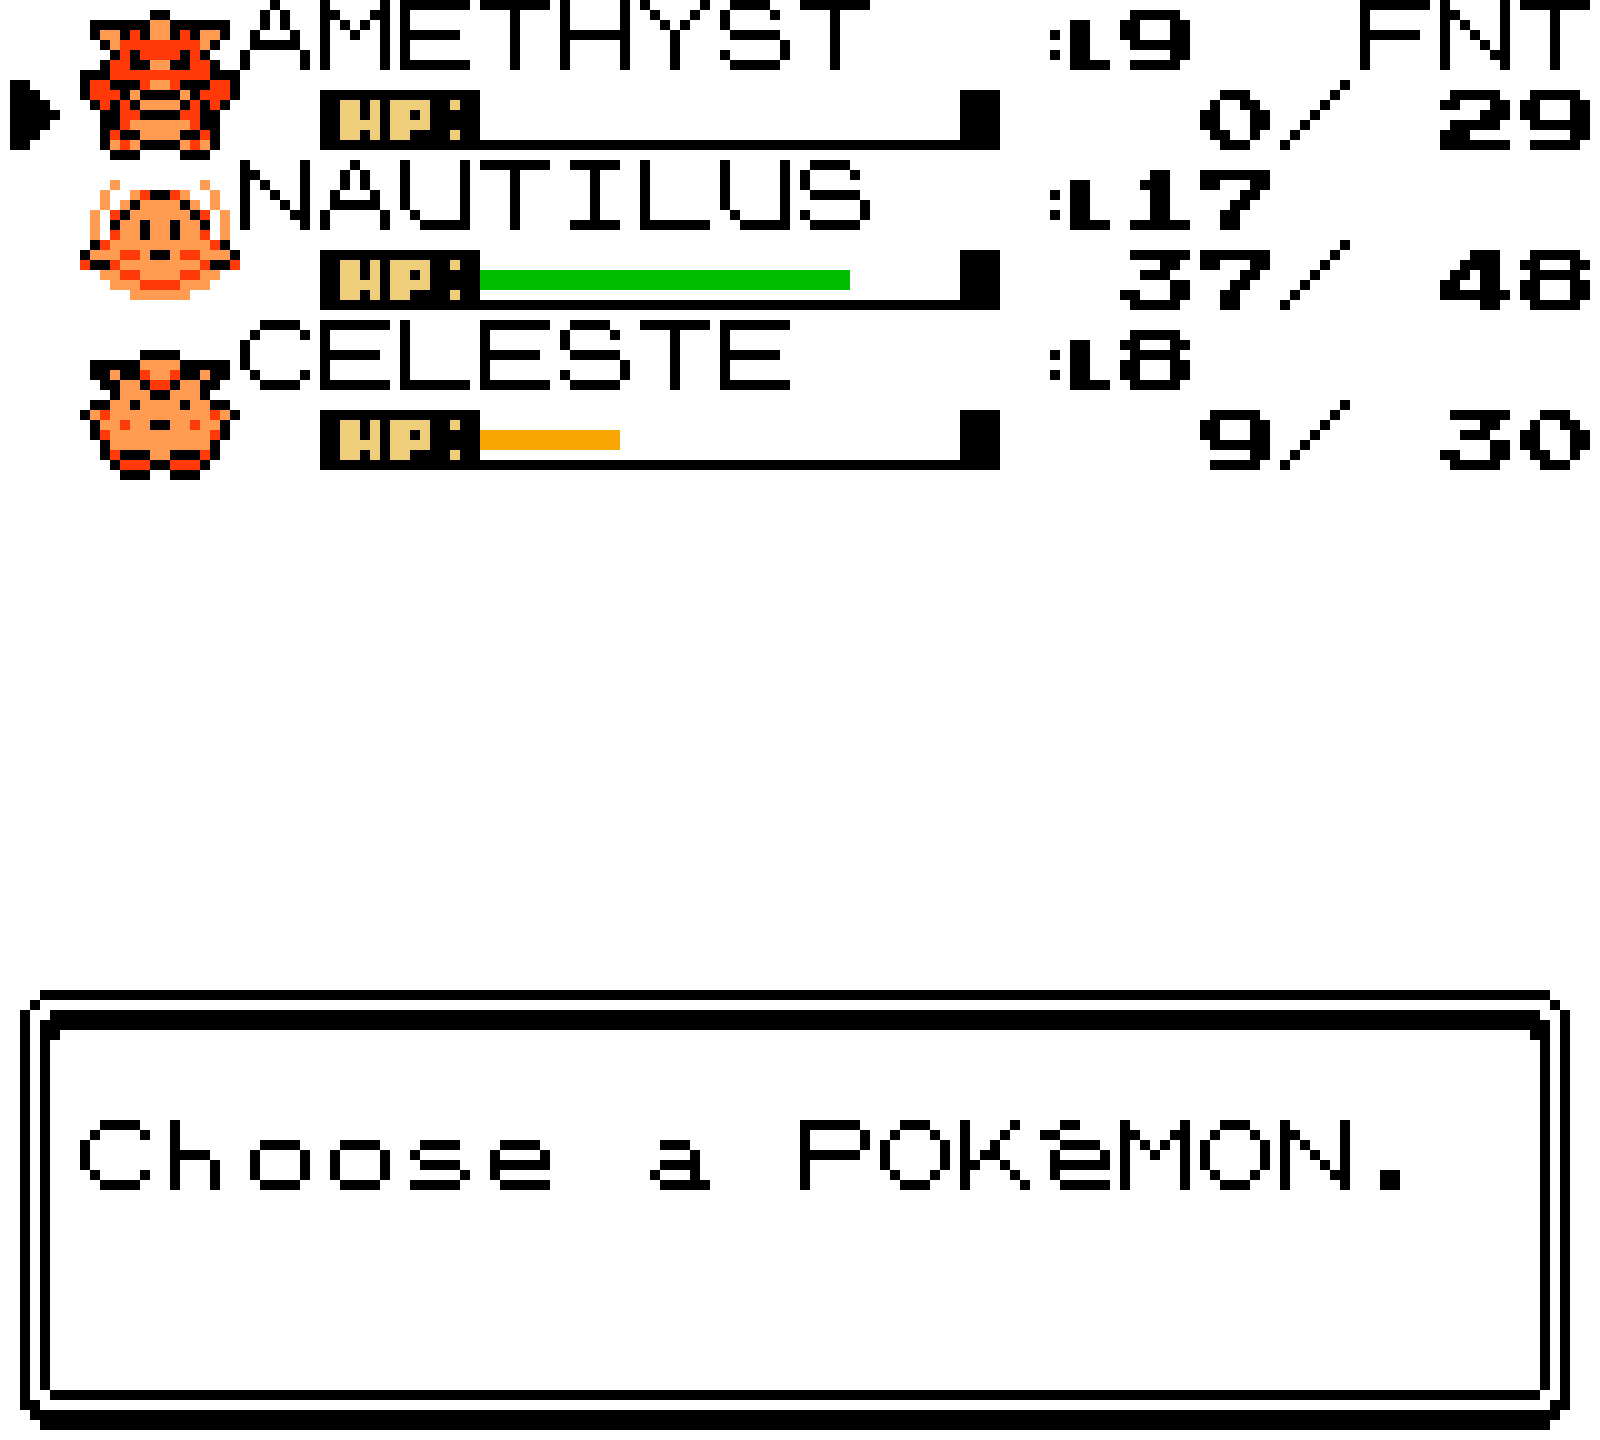 AMETHYST :L9 FNT
HP: 0/ 29
NAUTILUS :L17
HP: 37/ 48
CELESTE :L8
HP: 9/ 30
Choose a POKéMON.